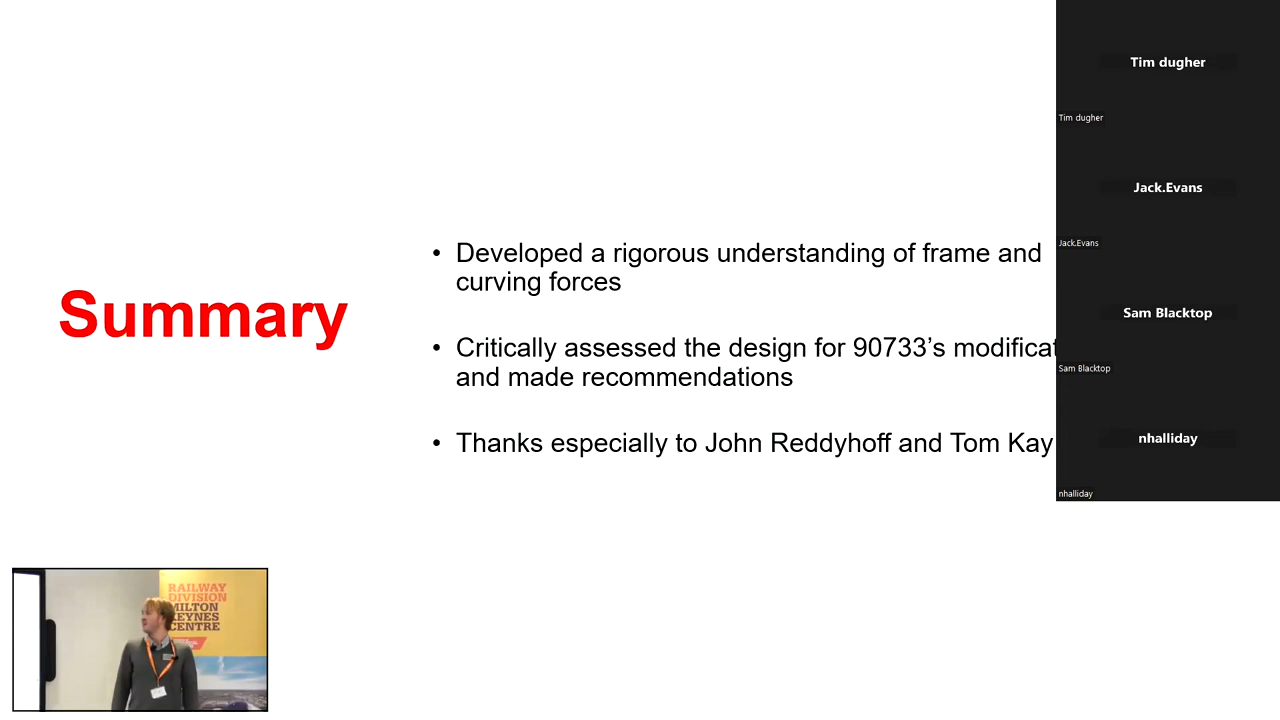 Summary
• Developed a rigorous understanding of frame and
curving forces
• Critically assessed the design for 90733’s modificat
and made recommendations
• Thanks especially to John Reddyhoff and Tom Kay
Tim dugher
Tim dugher
Jack.Evans
Jack.Evans
Sam Blacktop
Sam Blacktop
nhalliday
nhalliday
RAILWAY
DIVISION
MILTON
KEYNES
CENTRE